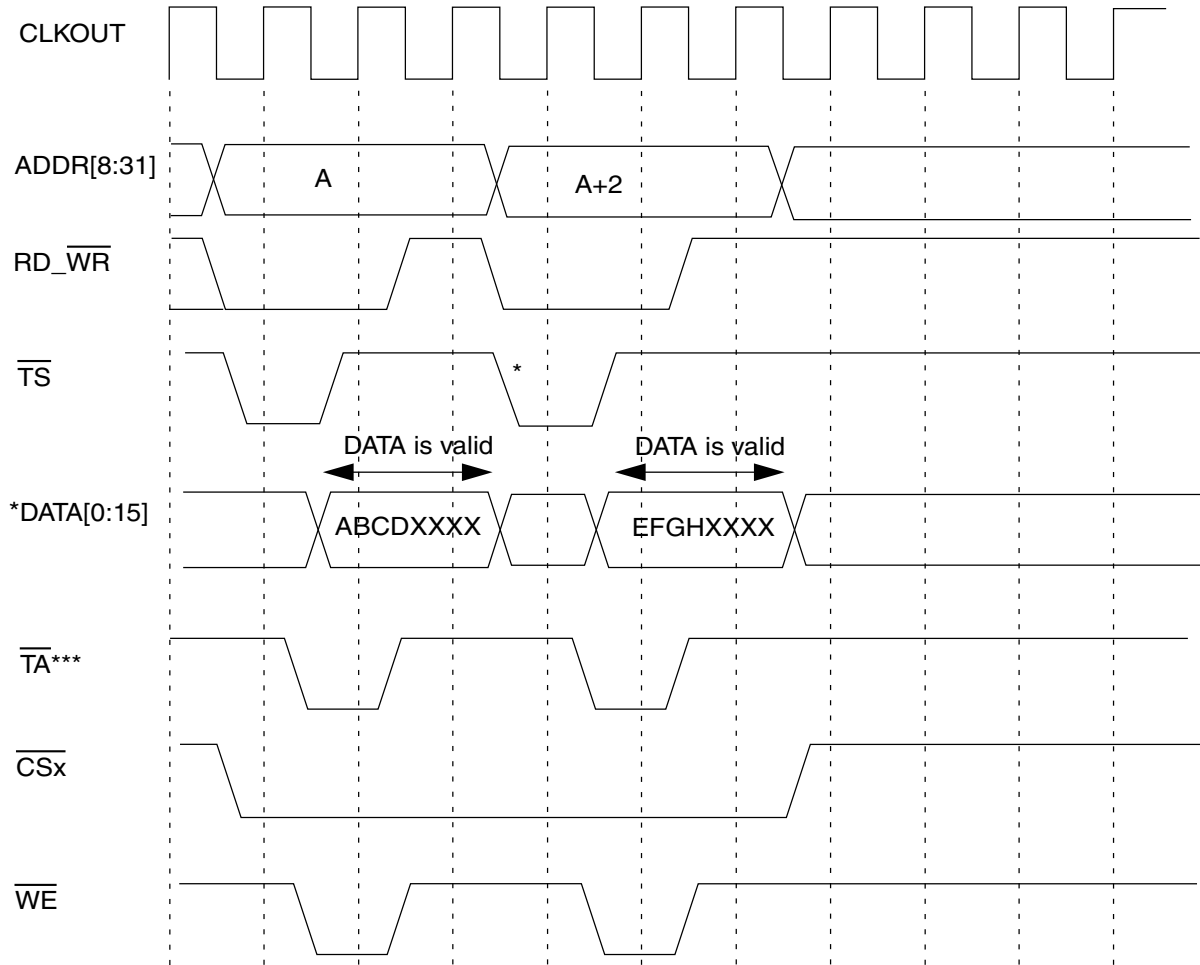 CLKOUT
ADDR[8:31]
A
A+2
RD_WR
TS
*
DATA is valid
DATA is valid
*DATA[0:15]
ABCDXXXX
EFGHXXXX
TA***
CSx
WE